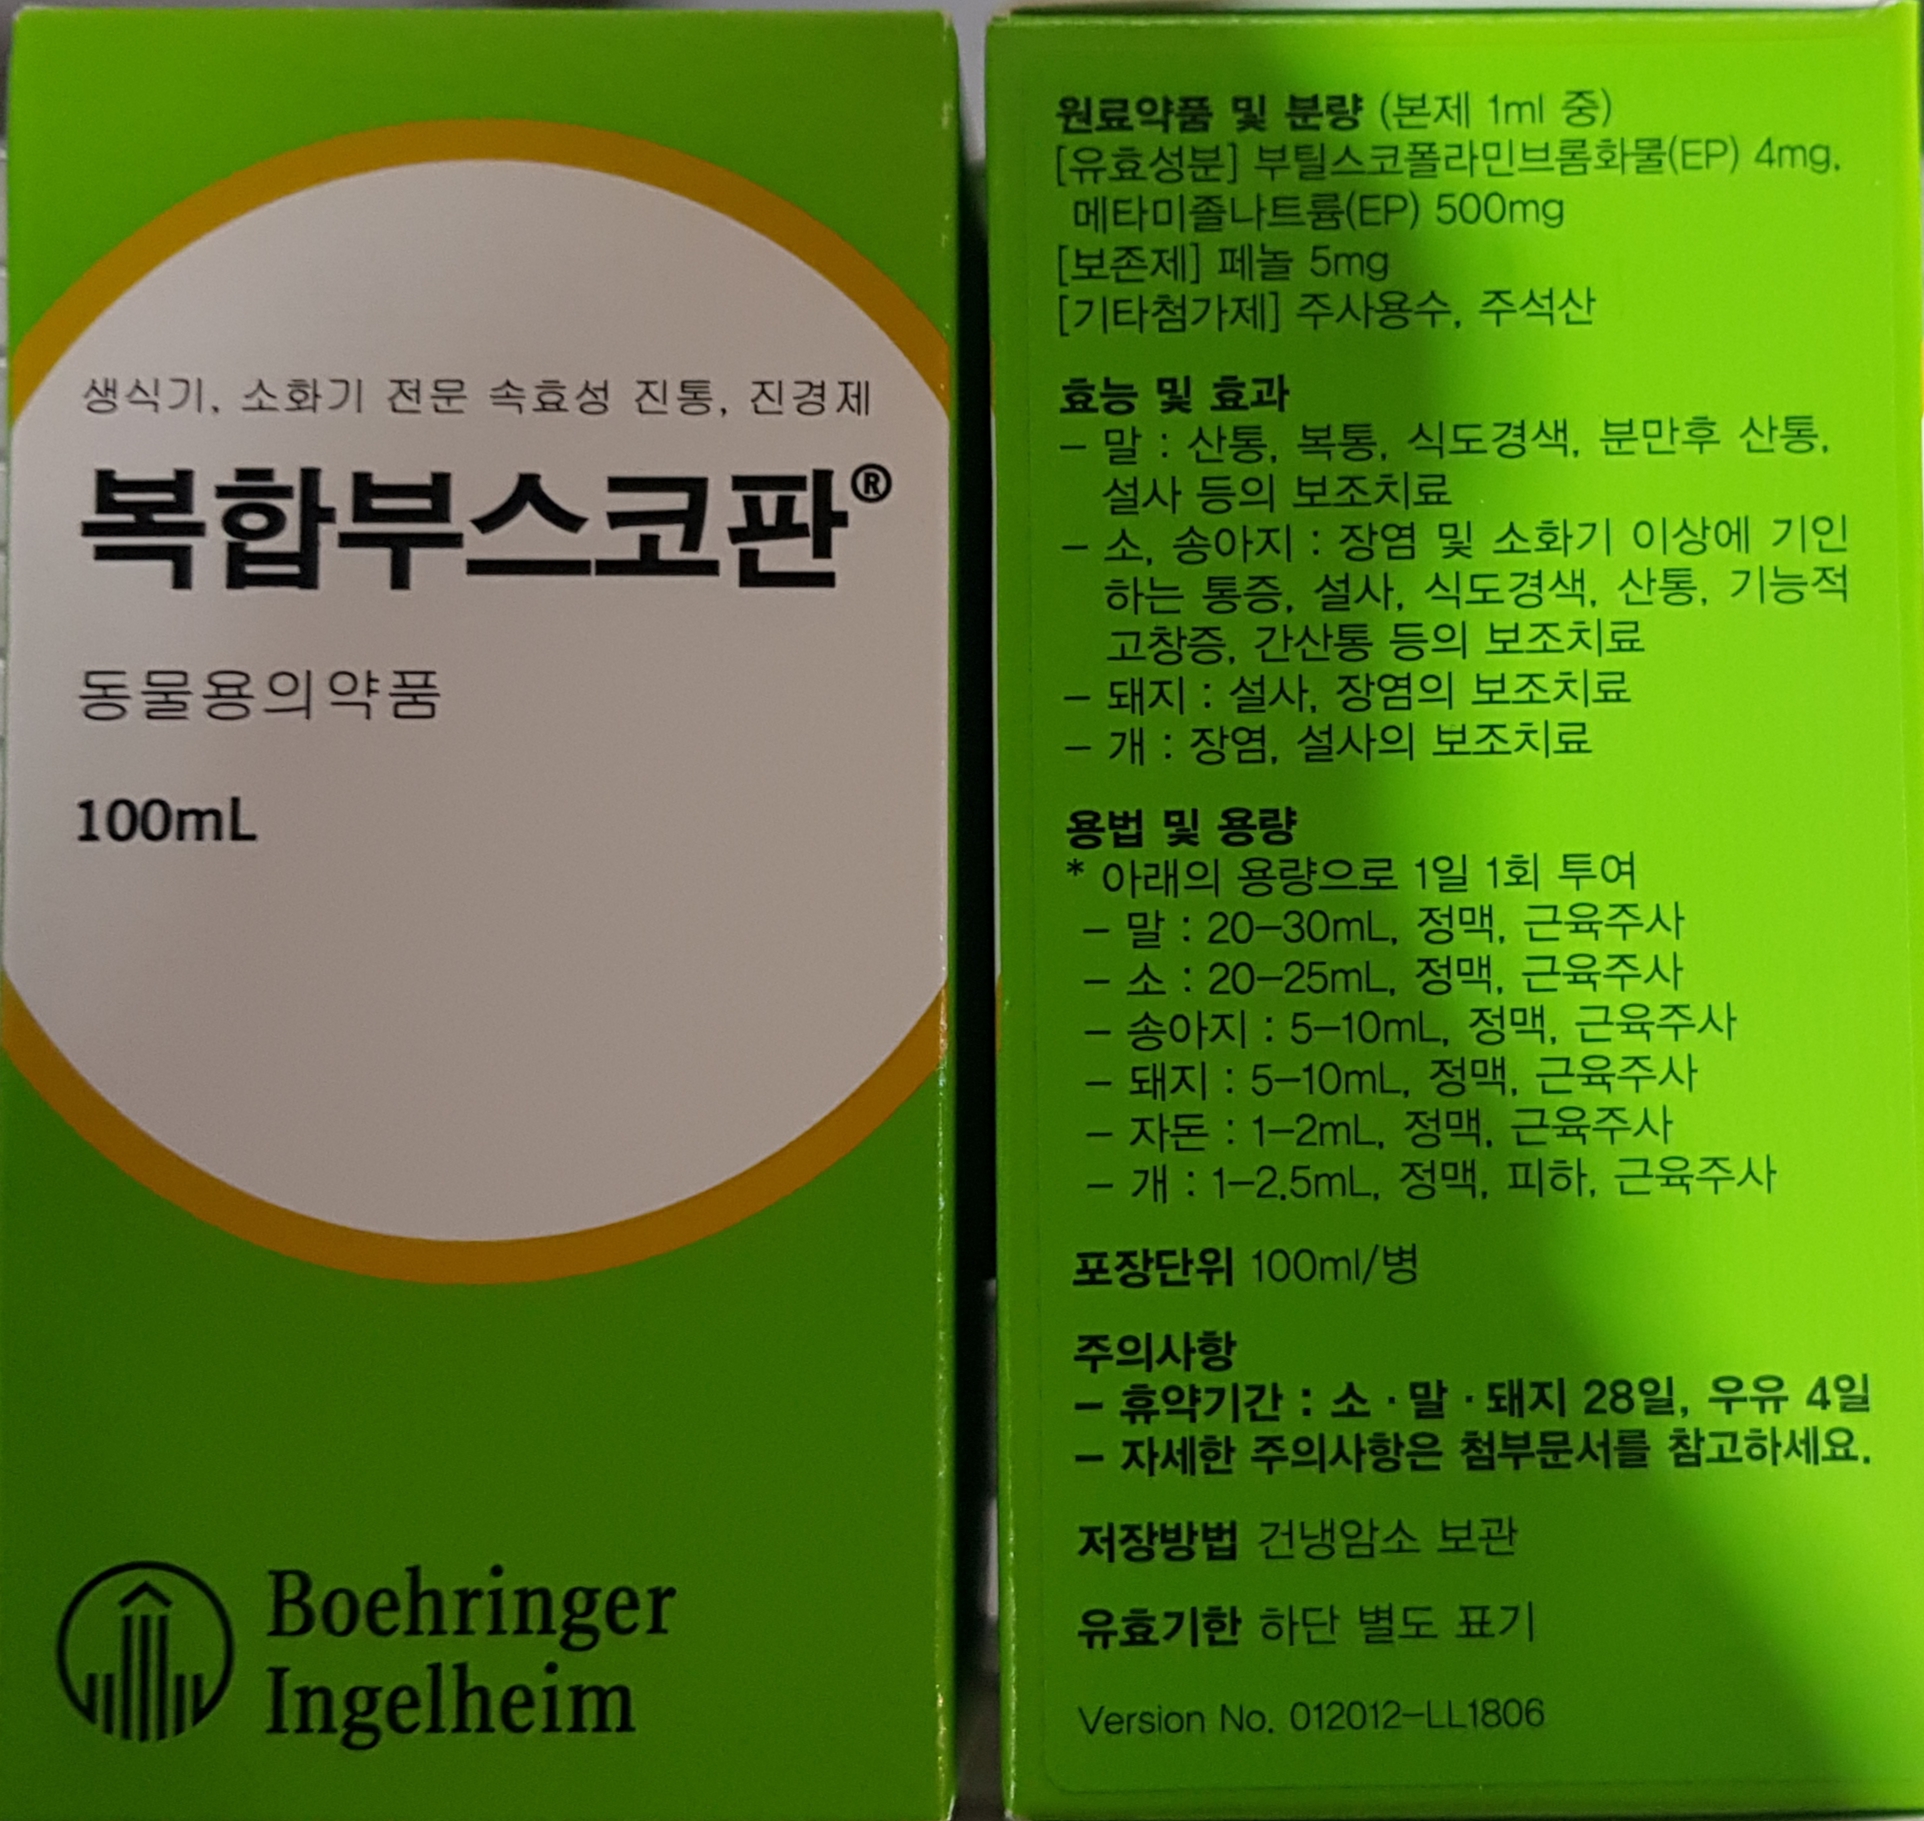 생식기, 소화기 전문 속효성 진통, 진경제
복합부스코판®
동물용의약품
100mL
Boehringer
Ingelheim
원료약품 및 분량 (본제 1ml 중)
[유효성분] 부틸스코폴라민브롬화물(EP) 4mg,
메타미졸나트륨(EP) 500mg
[보존제] 페놀 5mg
[기타첨가제] 주사용수, 주석산
효능 및 효과
– 말 : 산통, 복통, 식도경색, 분만후 산통,
설사 등의 보조치료
– 소, 송아지 : 장염 및 소화기 이상에 기인
하는 통증, 설사, 식도경색, 산통, 기능적
고창증, 간산통 등의 보조치료
– 돼지 : 설사, 장염의 보조치료
– 개 : 장염, 설사의 보조치료
용법 및 용량
* 아래의 용량으로 1일 1회 투여
– 말 : 20–30mL, 정맥, 근육주사
– 소 : 20–25mL, 정맥, 근육주사
– 송아지 : 5–10mL, 정맥, 근육주사
– 돼지 : 5–10mL, 정맥, 근육주사
– 자돈 : 1–2mL, 정맥, 근육주사
– 개 : 1–2.5mL, 정맥, 피하, 근육주사
포장단위 100ml/병
주의사항
– 휴약기간 : 소 · 말 · 돼지 28일, 우유 4일
– 자세한 주의사항은 첨부문서를 참고하세요.
저장방법 건냉암소 보관
유효기한 하단 별도 표기
Version No. 012012–LL1806